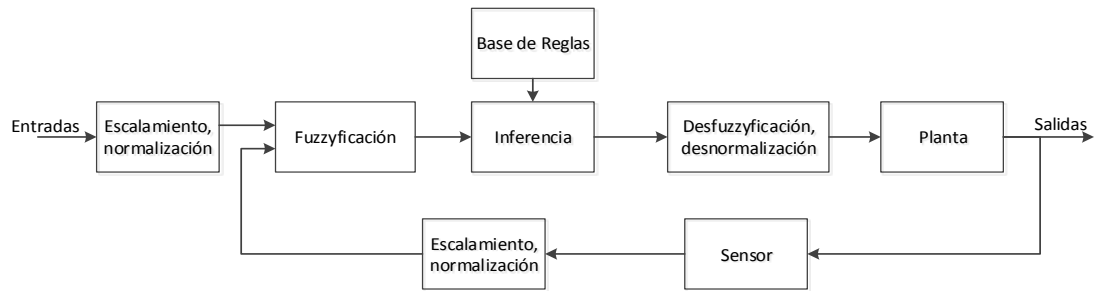 Base de Reglas
Entradas
Escalamiento,
normalización
Fuzzyficación
Inferencia
Desfuzzyficación,
desnormalización
Planta
Salidas
Escalamiento,
normalización
Sensor